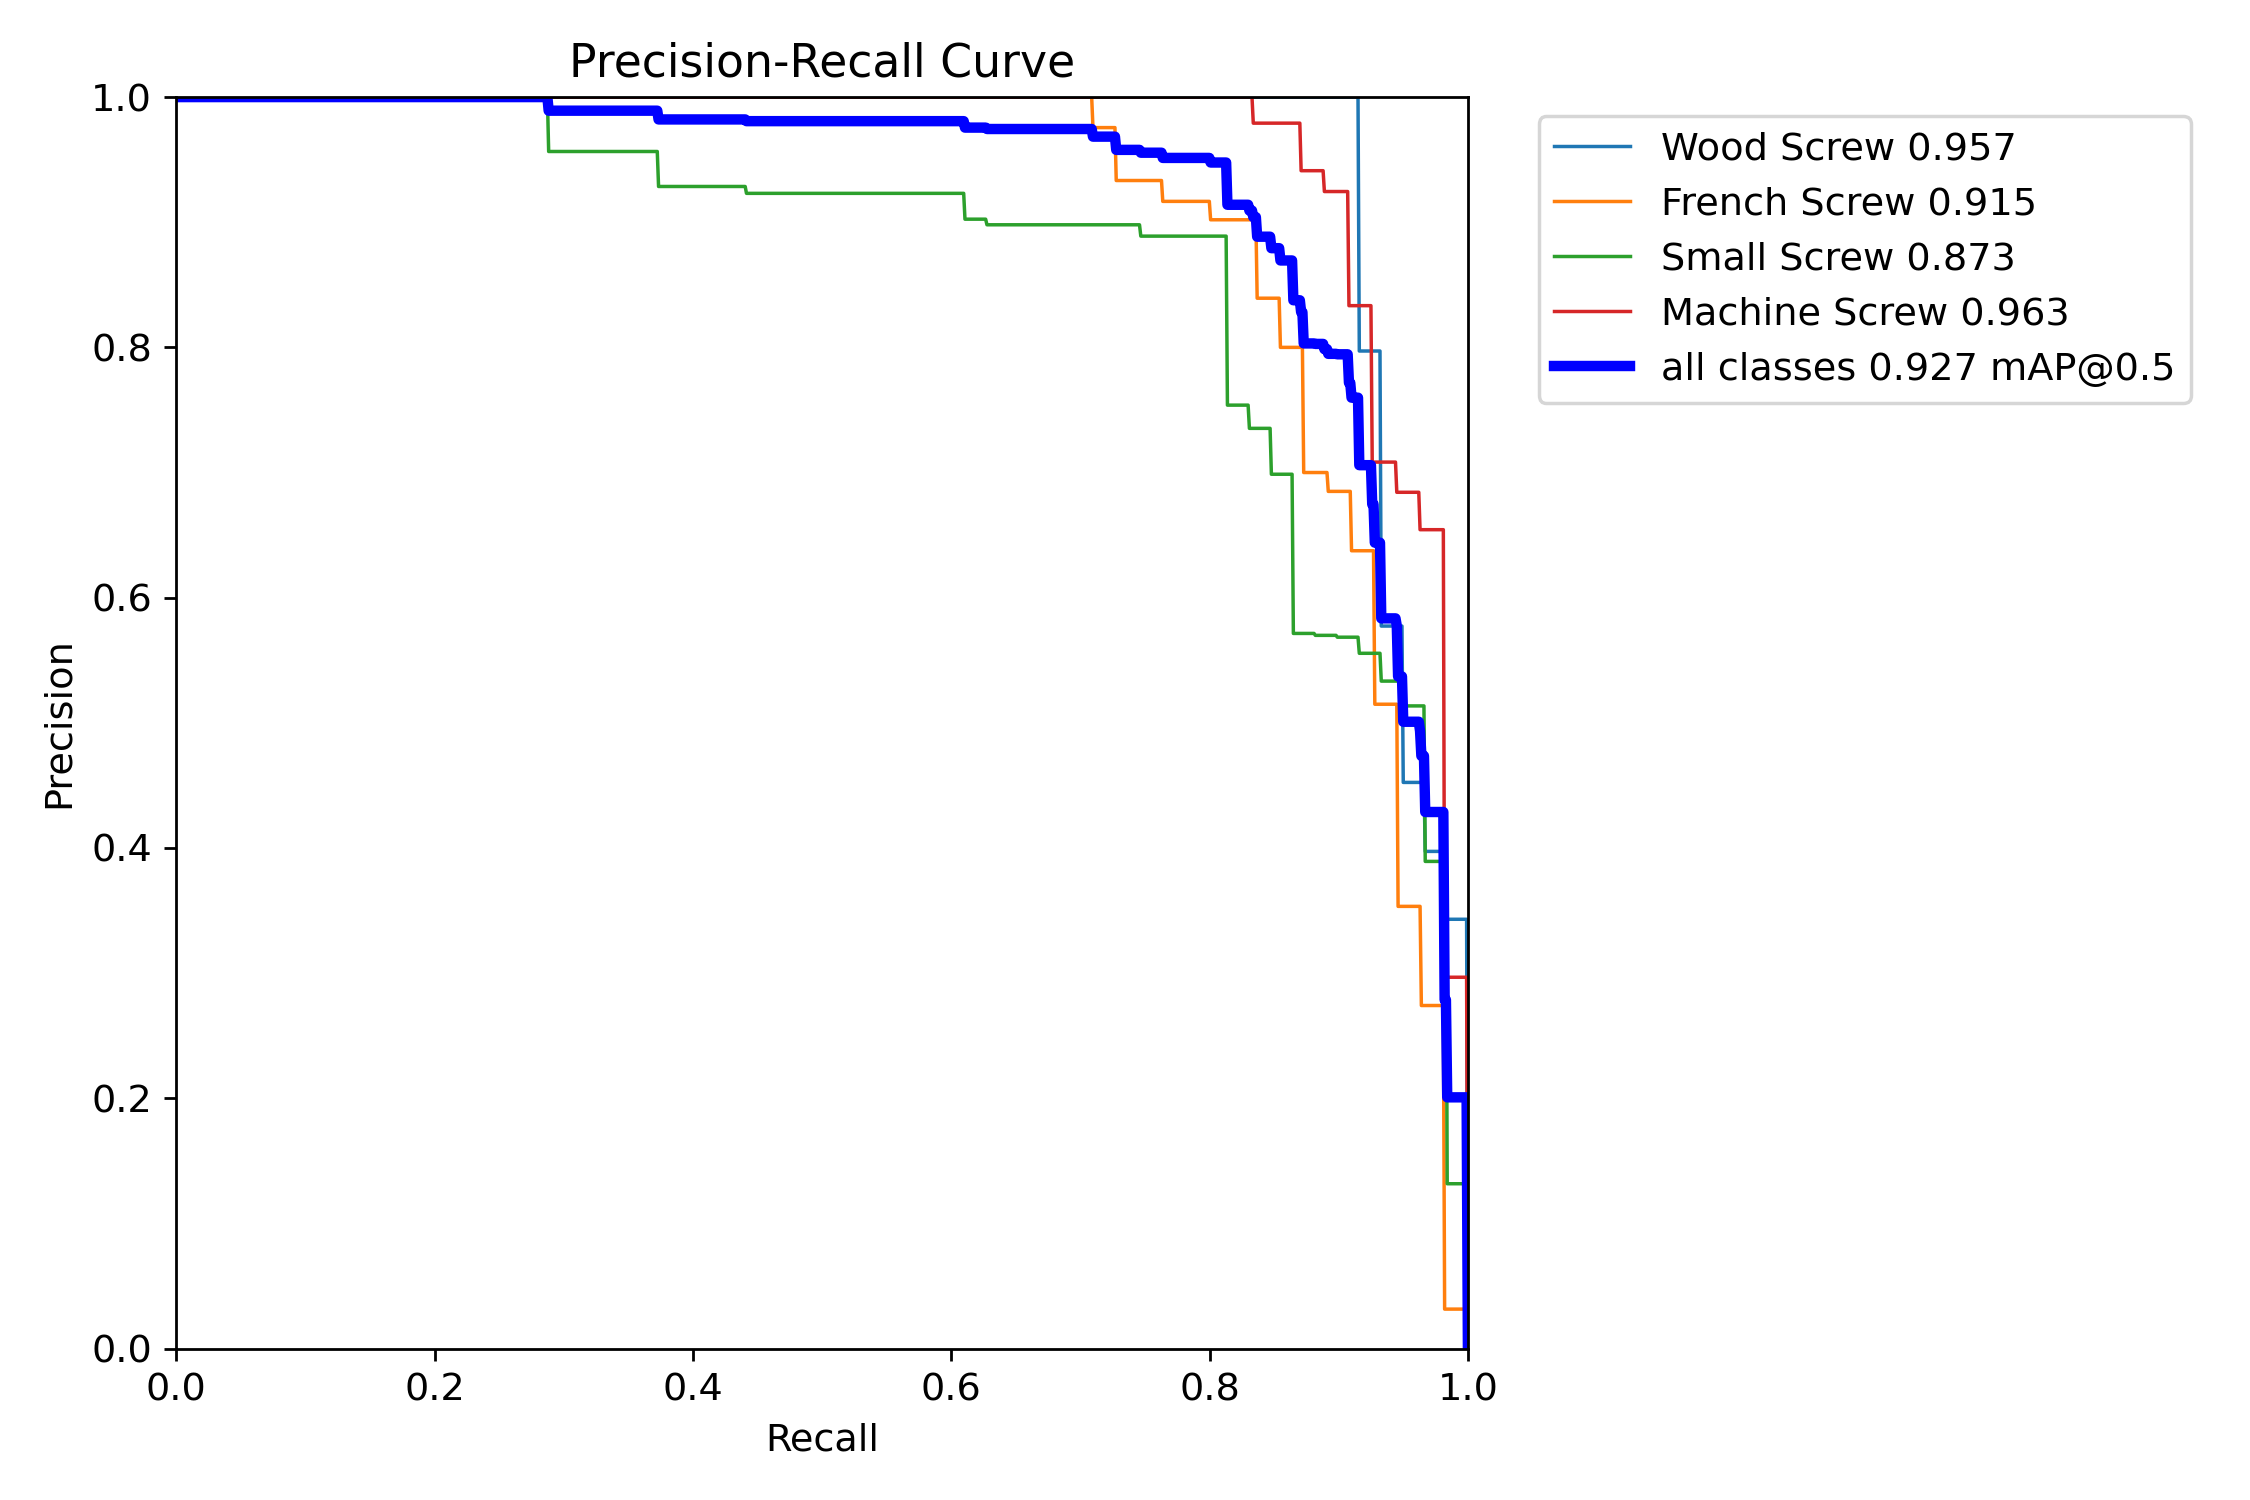 Precision-Recall Curve
1.0
0.8
0.6
0.4
0.2
0.0
Precision
0.0 0.2 0.4 0.6 0.8 1.0
Recall
Wood Screw 0.957
French Screw 0.915
Small Screw 0.873
Machine Screw 0.963
all classes 0.927 mAP@0.5